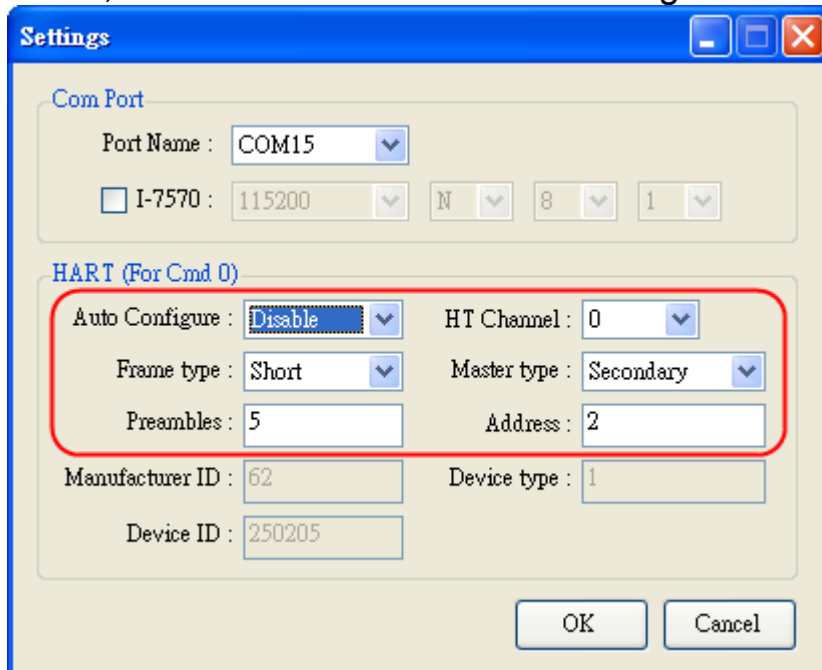 Settings
Com Port
Port Name : COM15
I-7570 : 115200 N 8 1
HART (For Cmd 0)
Auto Configure : Disable HT Channel : 0
Frame type : Short Master type : Secondary
Preambles : 5 Address : 2
Manufacturer ID : 62 Device type : 1
Device ID : 250205
OK Cancel